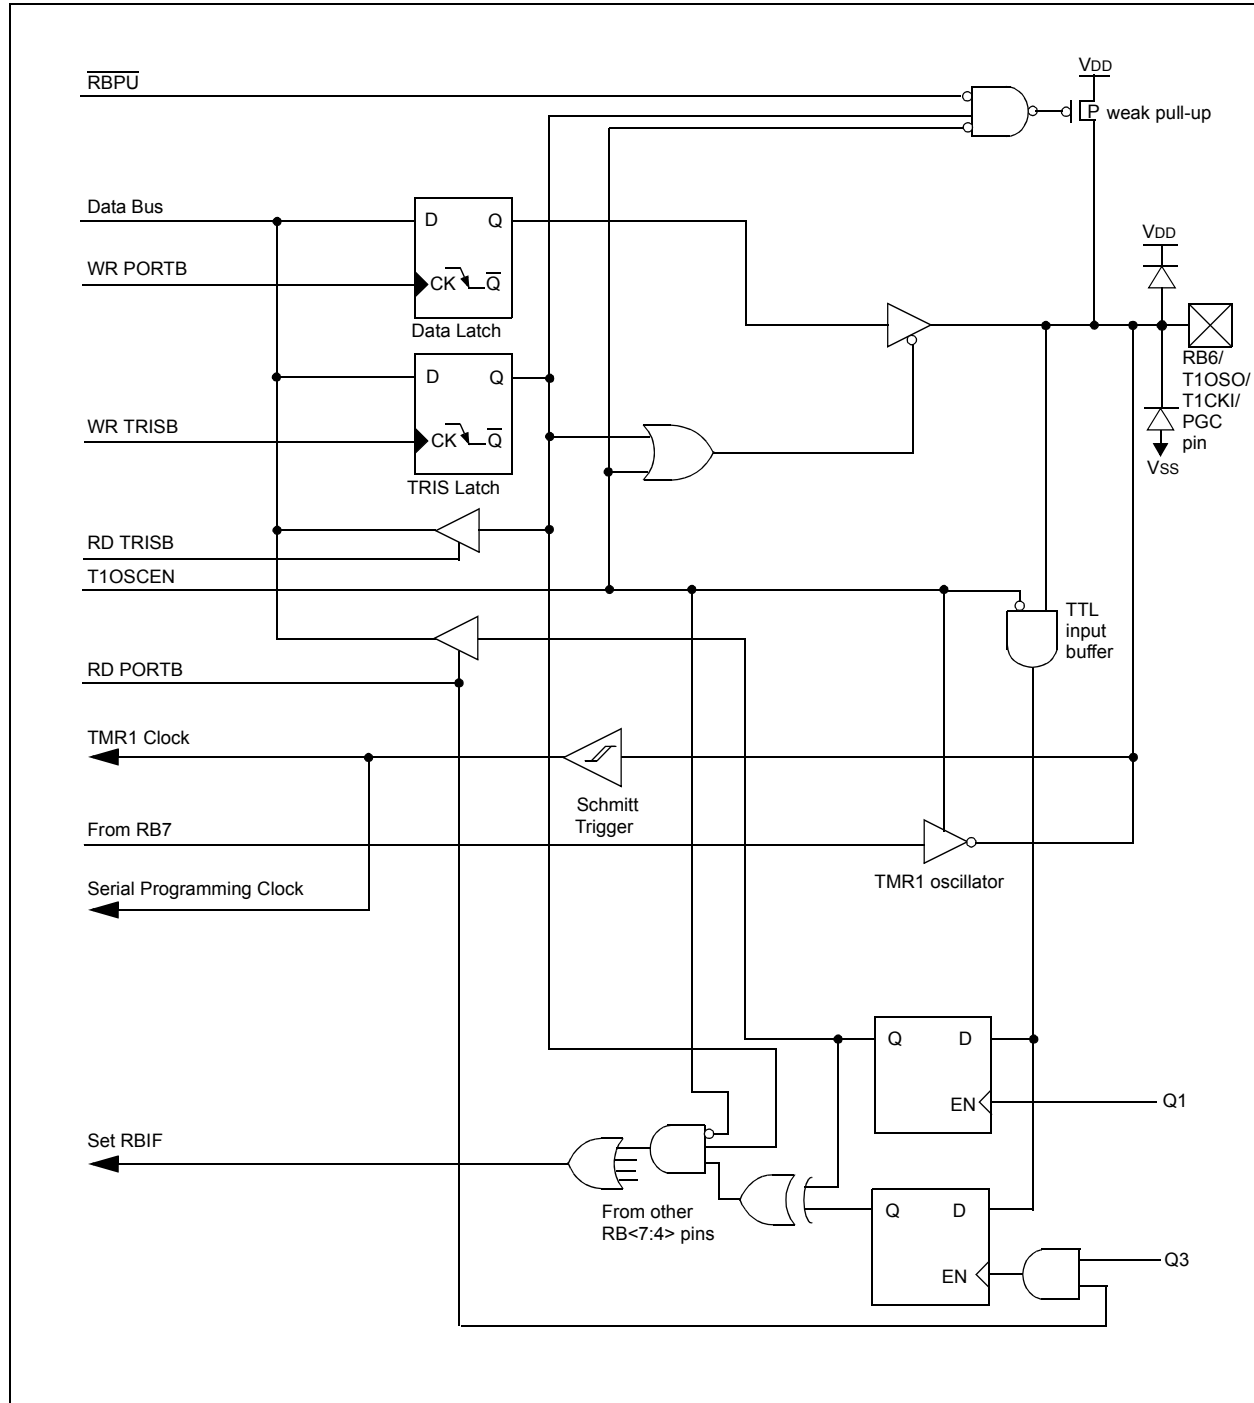 RBPU
VDD
P weak pull-up
Data Bus
D Q
WR PORTB
CK Q
Data Latch
VDD
D Q
WR TRISB
CK Q
TRIS Latch
RB6/
T1OSO/
T1CKI/
PGC
pin
VSS
RD TRISB
T1OSCEN
TTL
input
buffer
RD PORTB
TMR1 Clock
Schmitt
Trigger
From RB7
TMR1 oscillator
Serial Programming Clock
Q D
EN
Q1
Set RBIF
From other
RB<7:4> pins
Q D
EN
Q3